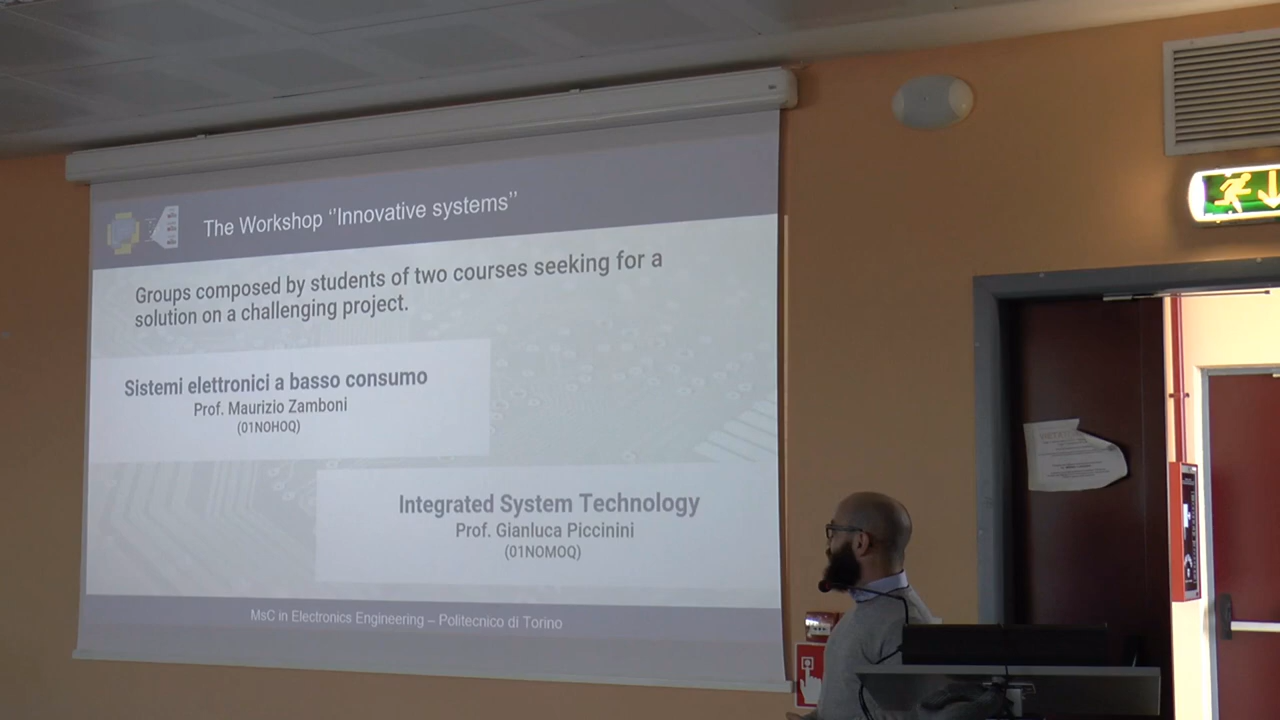 The Workshop ‘’Innovative systems’’
Groups composed by students of two courses seeking for a
solution on a challenging project.
Sistemi elettronici a basso consumo
Prof. Maurizio Zamboni
(01NOHOQ)
Integrated System Technology
Prof. Gianluca Piccinini
(01NOMOQ)
MsC in Electronics Engineering – Politecnico di Torino